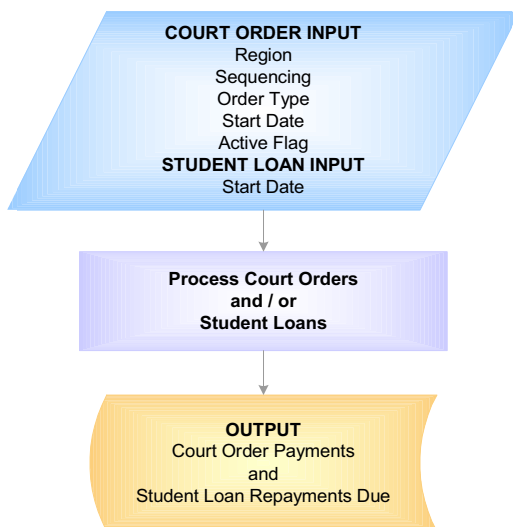 COURT ORDER INPUT
Region
Sequencing
Order Type
Start Date
Active Flag
STUDENT LOAN INPUT
Start Date
Process Court Orders
and / or
Student Loans
OUTPUT
Court Order Payments
and
Student Loan Repayments Due